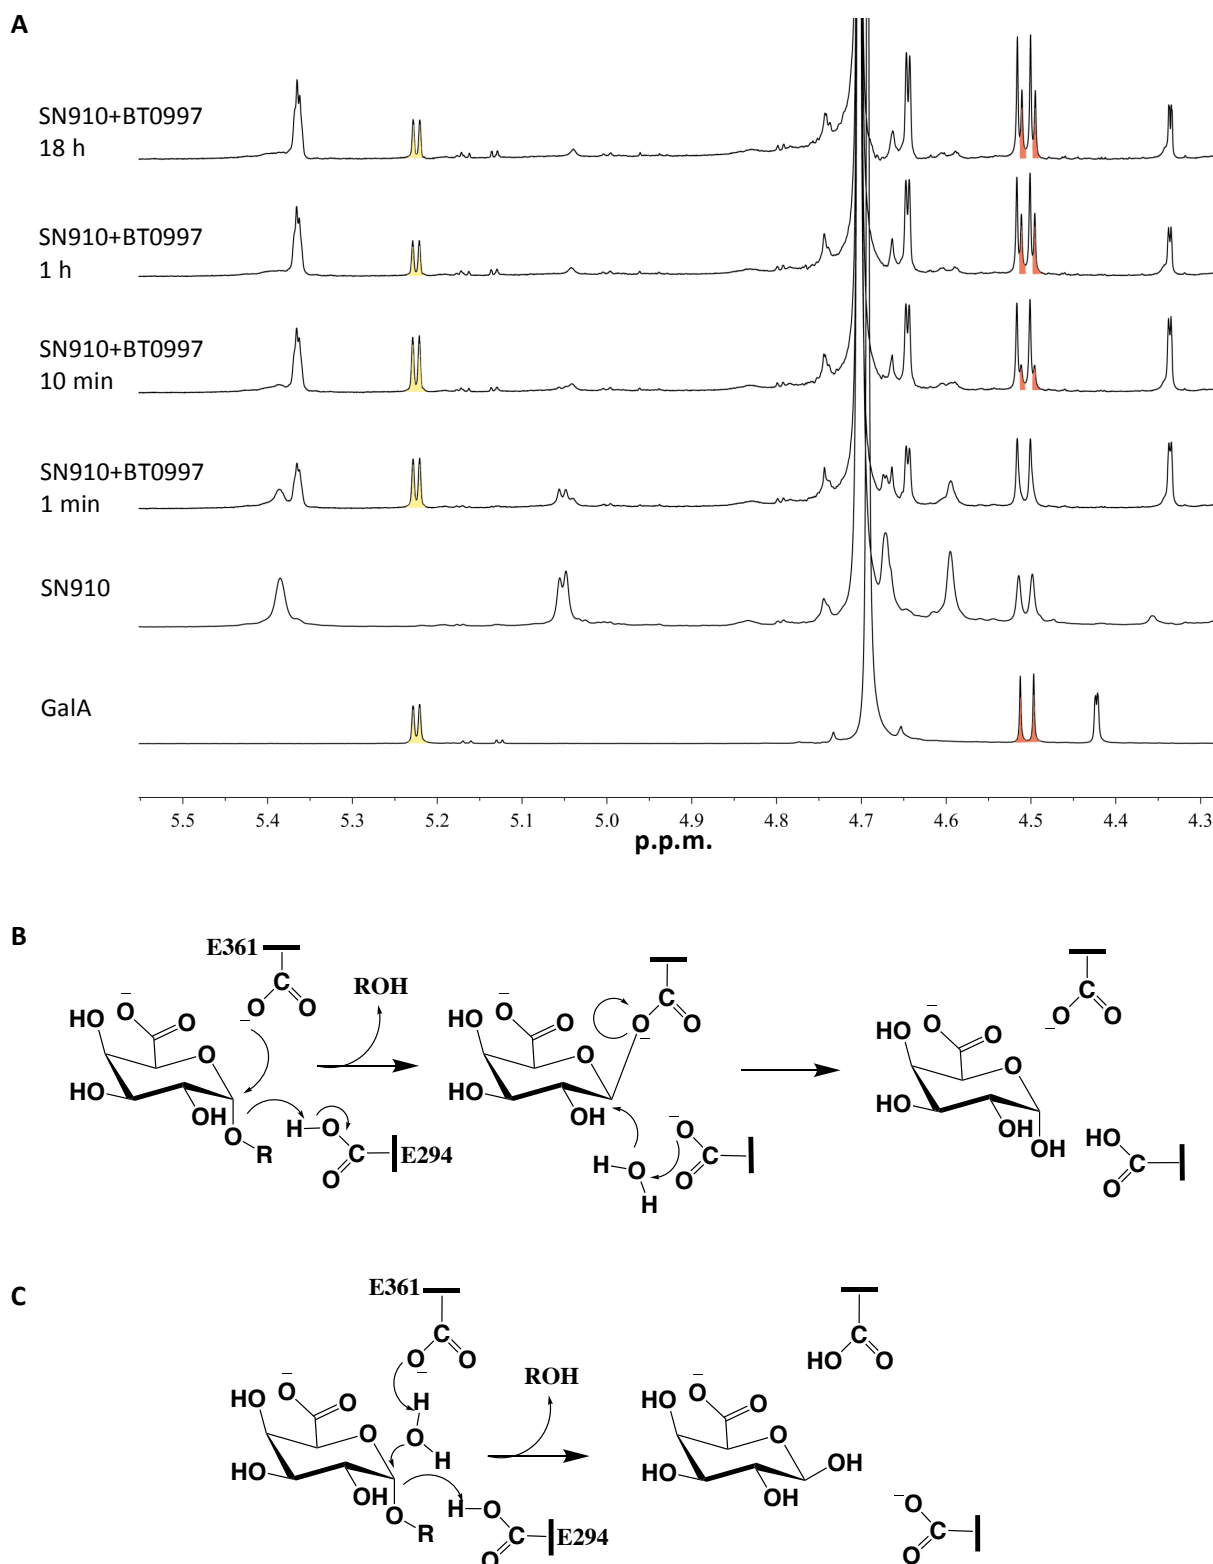 A
SN910+BT0997
18 h
SN910+BT0997
1 h
SN910+BT0997
10 min
SN910+BT0997
1 min
SN910
GalA
5.5 5.4 5.3 5.2 5.1 5.0 4.9 4.8 4.7 4.6 4.5 4.4 4.3
p.p.m.
B
E361
C
O O
−
ROH
HO O − O
O
HO OH
O R
H O
C
O
E294
C
O O
−
HO O − O
O
HO OH
− O
C
O
H O
H
C
− O O
HO O − O
O
HO OH OH
HO
C
O
C
E361
C
O O
−
ROH
H
O
H
HO O − O
O
HO OH
O R
H O
C
O
E294
C
HO O
HO O − O
O
HO OH OH
− O
C
O